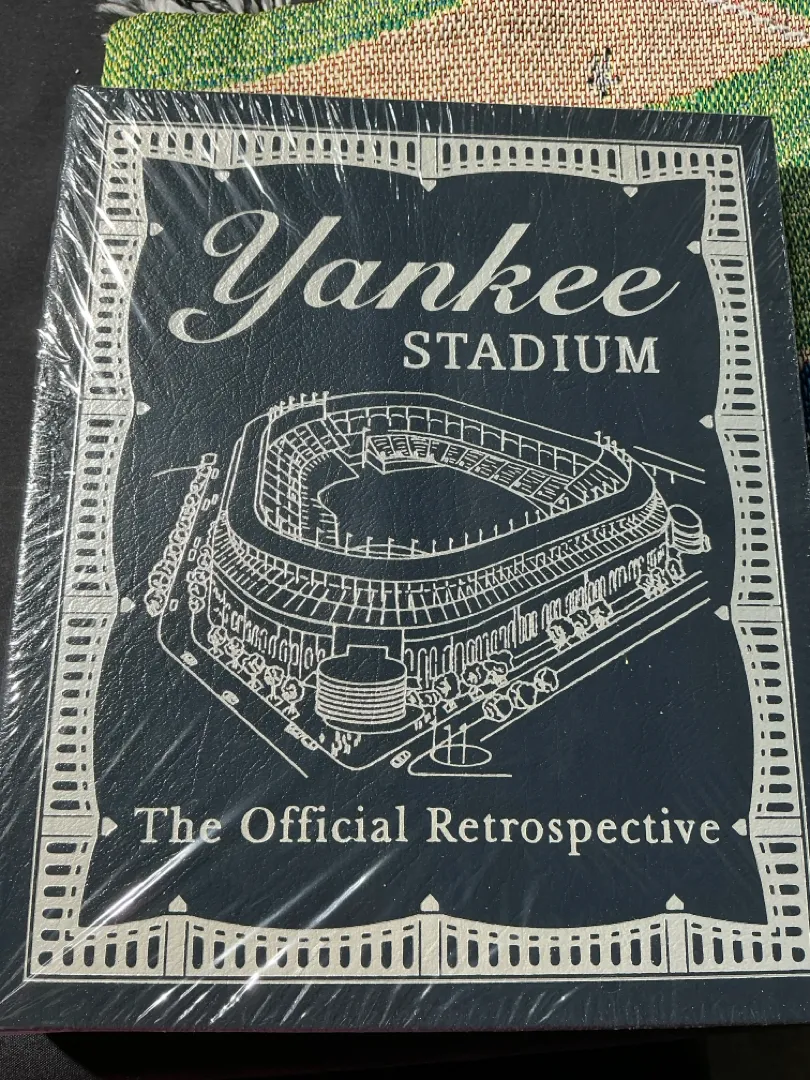 Yankee
STADIUM
The Official Retrospective